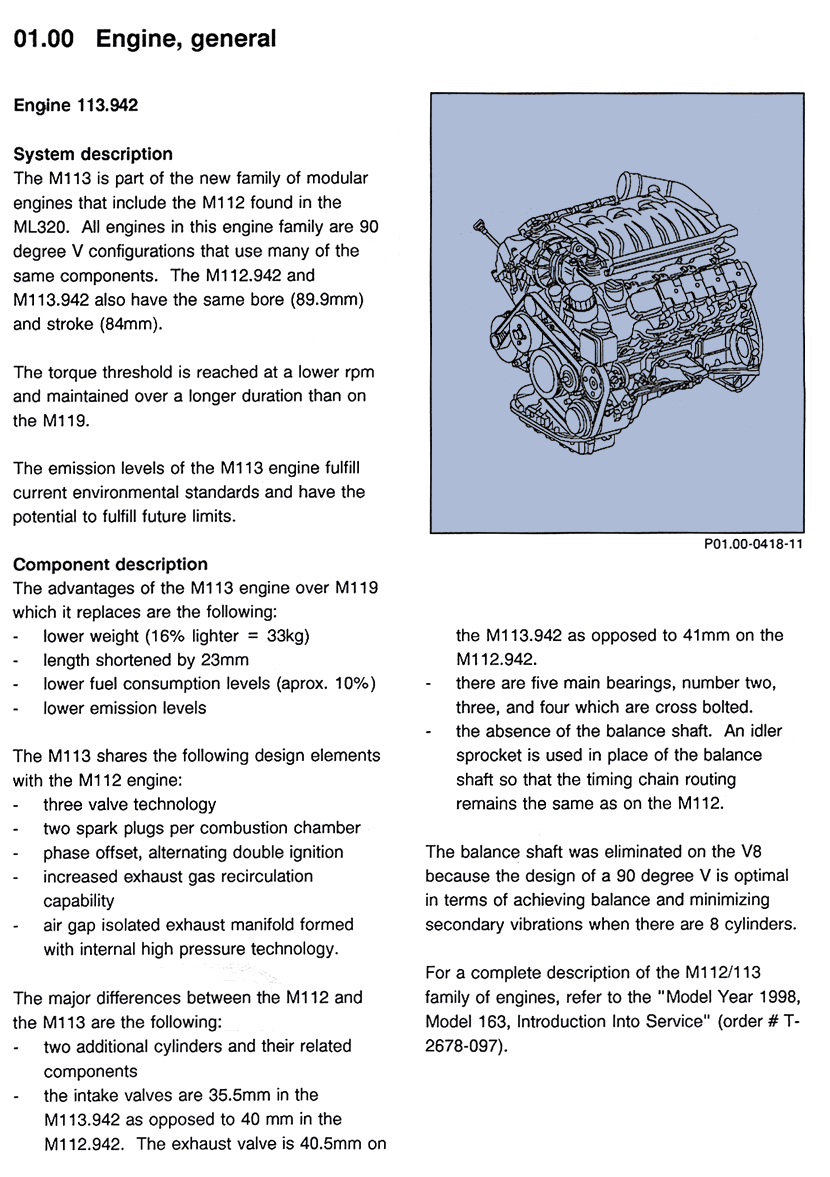 01.00 Engine, general
Engine 113.942
System description
The M113 is part of the new family of modular
engines that include the M112 found in the
ML320. All engines in this engine family are 90
degree V configurations that use many of the
same components. The M112.942 and
M113.942 also have the same bore (89.9mm)
and stroke (84mm).
The torque threshold is reached at a lower rpm
and maintained over a longer duration than on
the M119.
The emission levels of the M113 engine fulfill
current environmental standards and have the
potential to fulfill future limits.
Component description
The advantages of the M113 engine over M119
which it replaces are the following:
- lower weight (16% lighter = 33kg)
- length shortened by 23mm
- lower fuel consumption levels (aprox. 10%)
- lower emission levels
The M113 shares the following design elements
with the M112 engine:
- three valve technology
- two spark plugs per combustion chamber
- phase offset, alternating double ignition
- increased exhaust gas recirculation
capability
- air gap isolated exhaust manifold formed
with internal high pressure technology.
The major differences between the M112 and
the M113 are the following:
- two additional cylinders and their related
components
- the intake valves are 35.5mm in the
M113.942 as opposed to 40 mm in the
M112.942. The exhaust valve is 40.5mm on
P01.00-0418-11
the M113.942 as opposed to 41mm on the
M112.942.
- there are five main bearings, number two,
three, and four which are cross bolted.
- the absence of the balance shaft. An idler
sprocket is used in place of the balance
shaft so that the timing chain routing
remains the same as on the M112.
The balance shaft was eliminated on the V8
because the design of a 90 degree V is optimal
in terms of achieving balance and minimizing
secondary vibrations when there are 8 cylinders.
For a complete description of the M112/113
family of engines, refer to the "Model Year 1998,
Model 163, Introduction Into Service" (order # T-
2678-097).